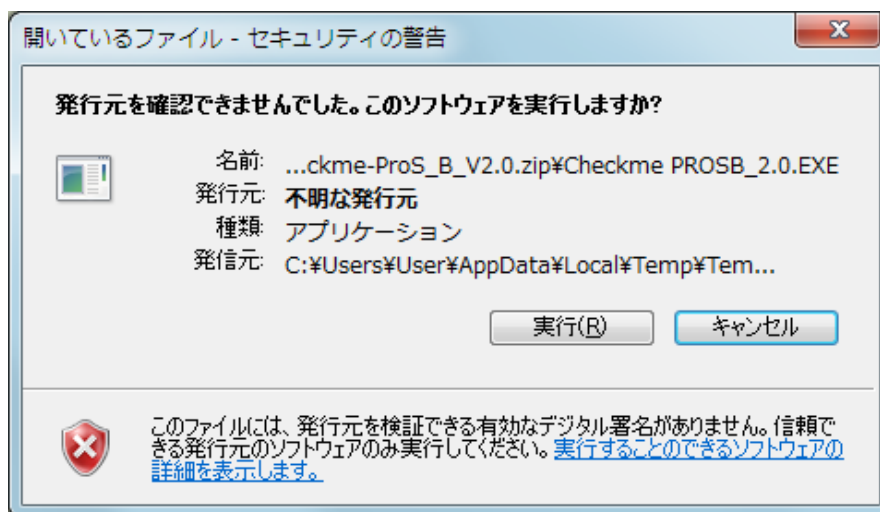 開いているファイル - セキュリティの警告
発行元を確認できませんでした。このソフトウェアを実行しますか?
名前: ...ckme-ProS_B_V2.0.zip¥Checkme PROSB_2.0.EXE
発行元: 不明な発行元
種類: アプリケーション
発信元: C:¥Users¥User¥AppData¥Local¥Temp¥Tem...
実行(R) キャンセル
このファイルには、発行元を検証できる有効なデジタル署名がありません。信頼で
きる発行元のソフトウェアのみ実行してください。実行することのできるソフトウェアの
詳細を表示します。